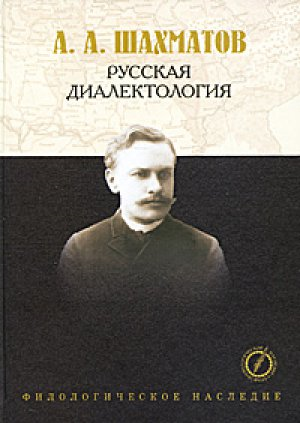 А. А. ШАХМАТОВ
РУССКАЯ
ДИАЛЕКТОЛОГИЯ
ФИЛОЛОГИЧЕСКОЕ НАСЛЕДИЕ